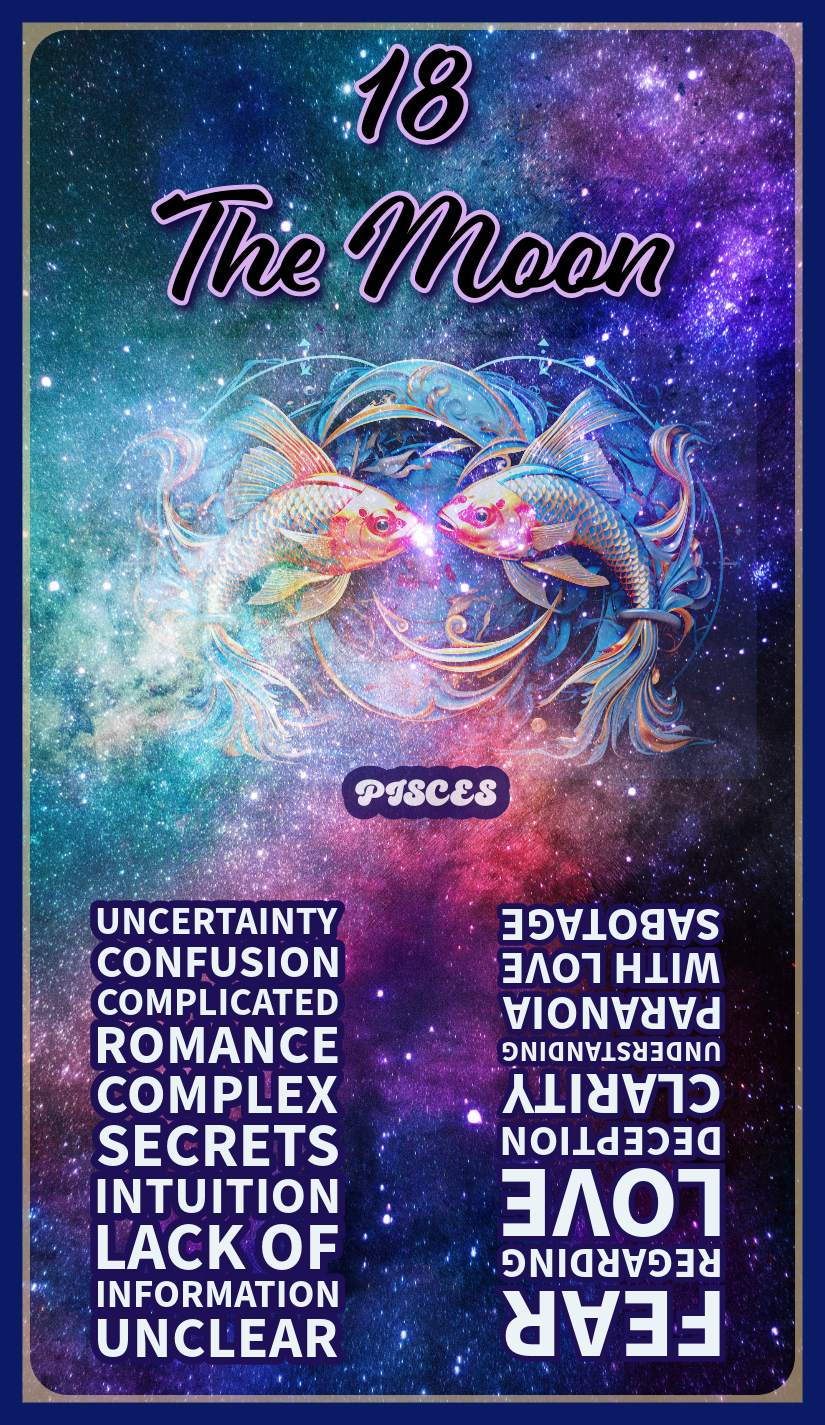 18
The Moon
PISCES
UNCERTAINTY
CONFUSION
COMPLICATED
ROMANCE
COMPLEX
SECRETS
INTUITION
LACK OF
INFORMATION
UNCLEAR
FEAR
REGARDING
LOVE
DECEPTION
CLARITY
UNDERSTANDING
PARANOIA
WITH LOVE
SABOTAGE